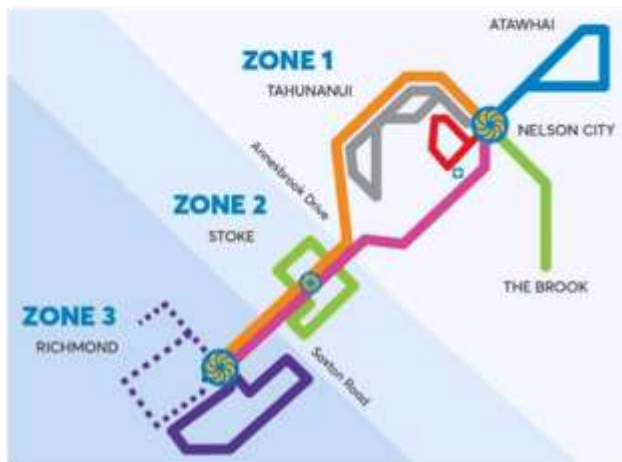 ATAWHAI
ZONE 1
TAHUNANUI
NELSON CITY
Annesbrook Drive
ZONE 2
STOKE
THE BROOK
ZONE 3
RICHMOND
Saxton Road